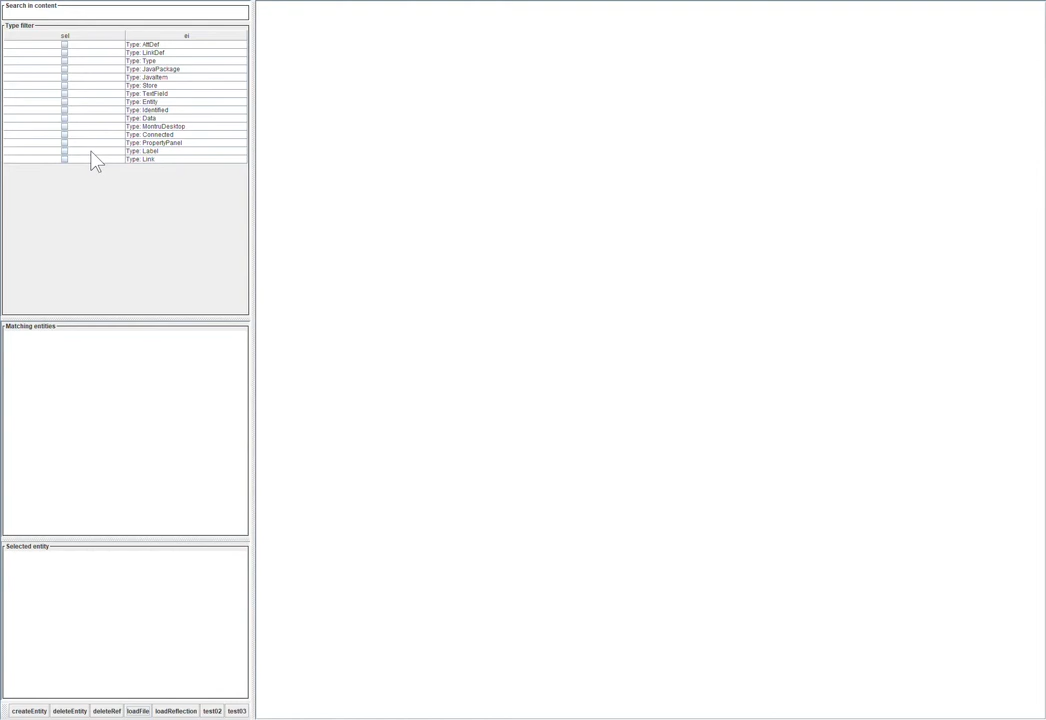 Search in content
Type filter
sel ei
Type: AttDef
Type: LinkDef
Type: Type
Type: JavaPackage
Type: JavaItem
Type: Store
Type: TextField
Type: Entity
Type: Identified
Type: Data
Type: MontruDesktop
Type: Connected
Type: PropertyPanel
Type: Label
Type: Link
Matching entities
Selected entity
createEntity deleteEntity deleteRef loadFile loadReflection test02 test03